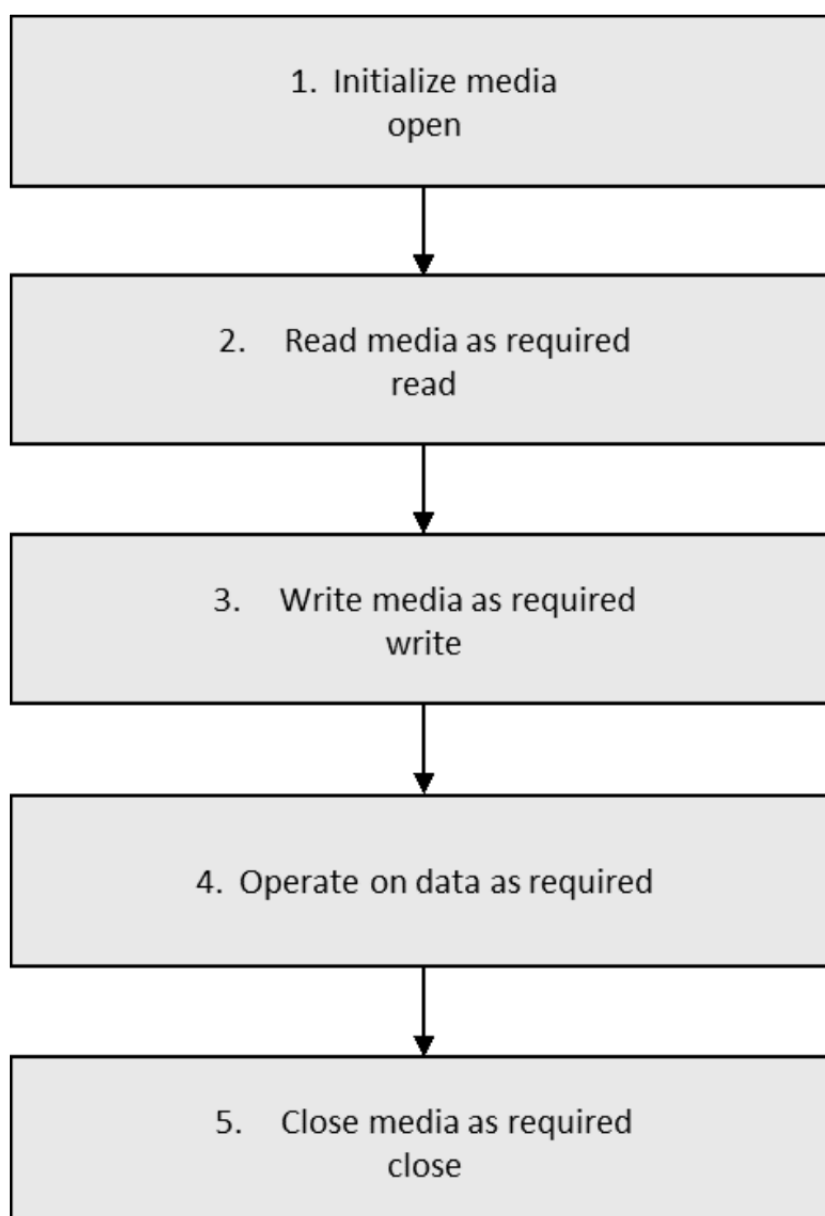 1. Initialize media
open
2. Read media as required
read
3. Write media as required
write
4. Operate on data as required
5. Close media as required
close